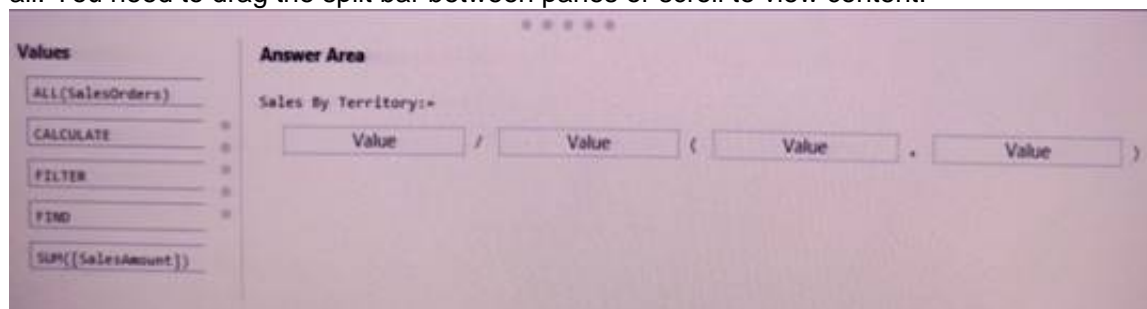 all. You need to drag the split bar between panes or scroll to view content.
Values
ALL(SalesOrders)
CALCULATE
FILTER
FIND
SUM([SalesAmount])
Answer Area
Sales By Territory:=
Value / Value ( Value , Value )